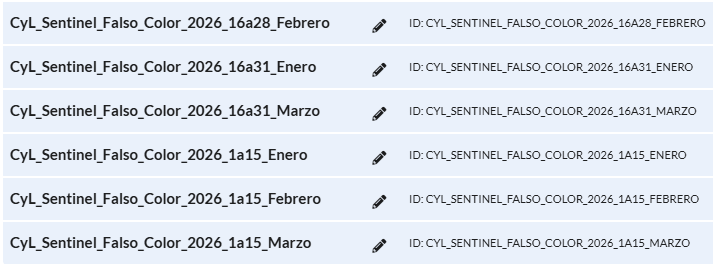 CyL_Sentinel_Falso_Color_2026_16a28_Febrero ID: CYL_SENTINEL_FALSO_COLOR_2026_16A28_FEBRERO
CyL_Sentinel_Falso_Color_2026_16a31_Enero ID: CYL_SENTINEL_FALSO_COLOR_2026_16A31_ENERO
CyL_Sentinel_Falso_Color_2026_16a31_Marzo ID: CYL_SENTINEL_FALSO_COLOR_2026_16A31_MARZO
CyL_Sentinel_Falso_Color_2026_1a15_Enero ID: CYL_SENTINEL_FALSO_COLOR_2026_1A15_ENERO
CyL_Sentinel_Falso_Color_2026_1a15_Febrero ID: CYL_SENTINEL_FALSO_COLOR_2026_1A15_FEBRERO
CyL_Sentinel_Falso_Color_2026_1a15_Marzo ID: CYL_SENTINEL_FALSO_COLOR_2026_1A15_MARZO